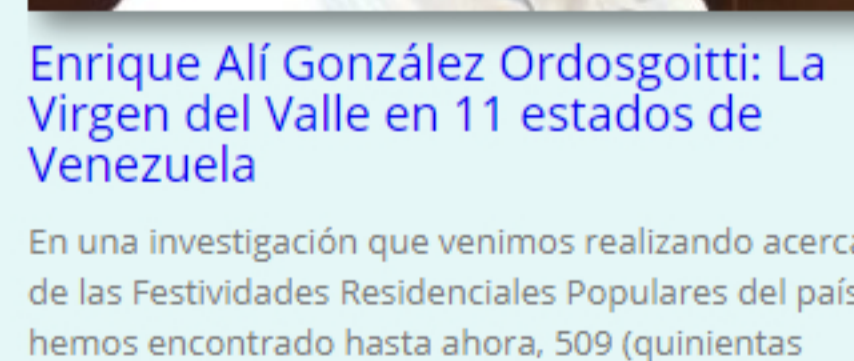 Enrique Alí González Ordosgoitti: La
Virgen del Valle en 11 estados de
Venezuela
En una investigación que venimos realizando acerca
de las Festividades Residenciales Populares del país
hemos encontrado hasta ahora, 509 (quinientas